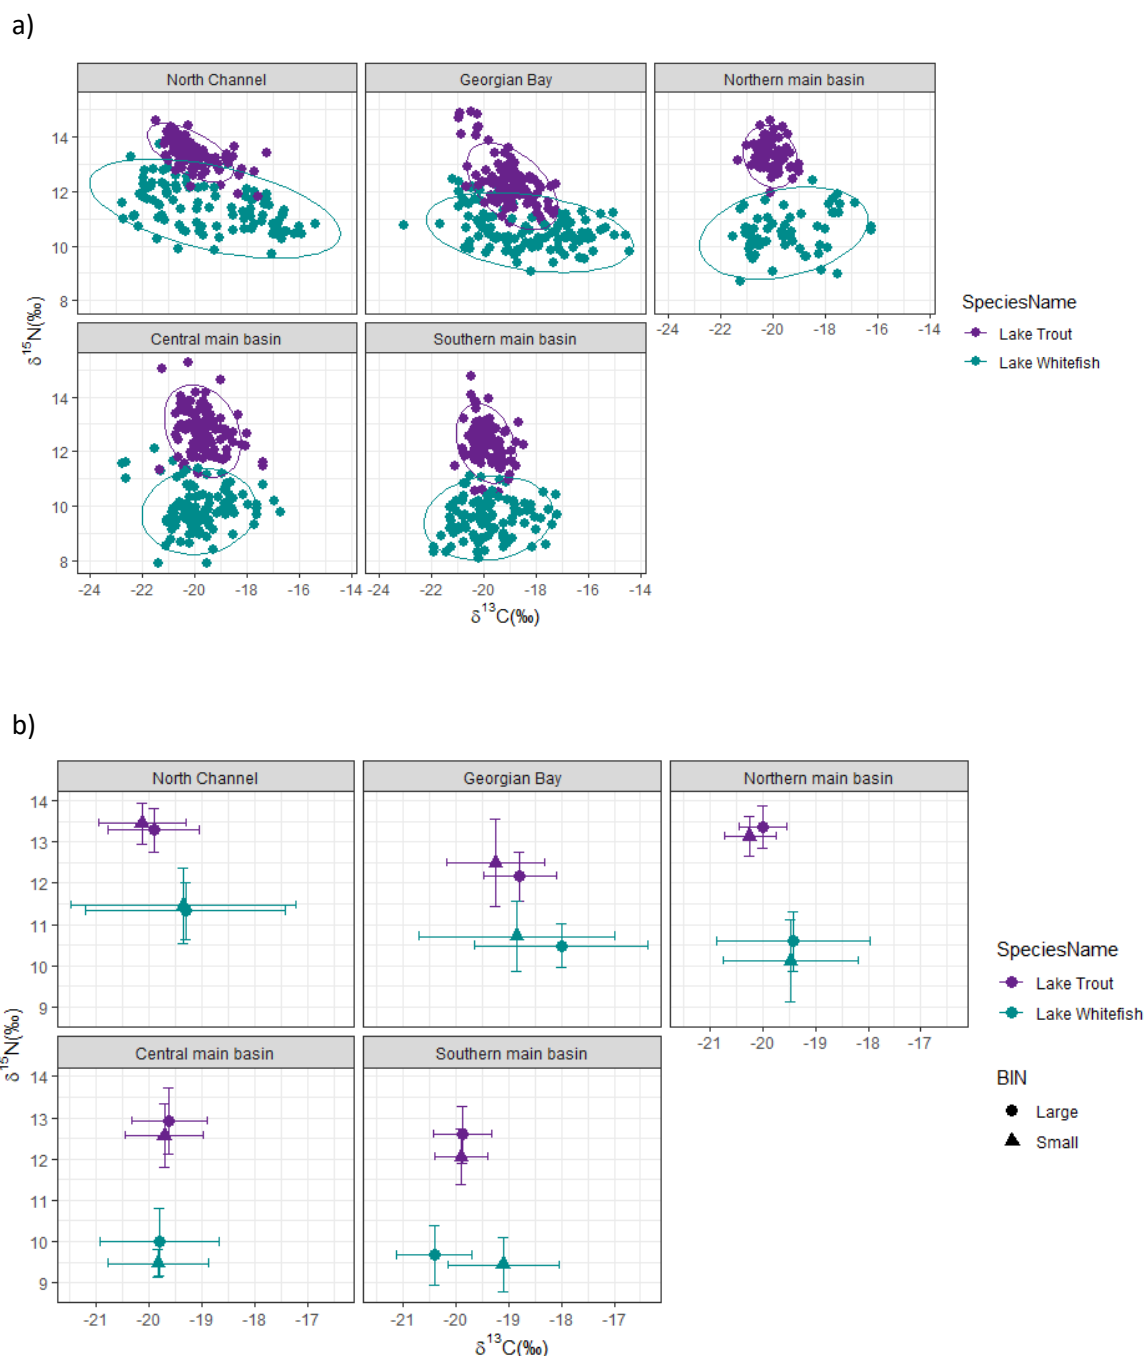 a)
North Channel
Georgian Bay
Northern main basin
14
12
10
8
-24 -22 -20 -18 -16 -14
Central main basin
Southern main basin
14
12
10
8
-24 -22 -20 -18 -16 -14
-24 -22 -20 -18 -16 -14
δ15N(‰)
δ13C(‰)
SpeciesName
Lake Trout
Lake Whitefish
b)
North Channel
Georgian Bay
Northern main basin
14
13
12
11
10
9
-21 -20 -19 -18 -17
Central main basin
Southern main basin
14
13
12
11
10
9
-21 -20 -19 -18 -17
-21 -20 -19 -18 -17
δ15N(‰)
δ13C(‰)
SpeciesName
Lake Trout
Lake Whitefish
BIN
Large
Small